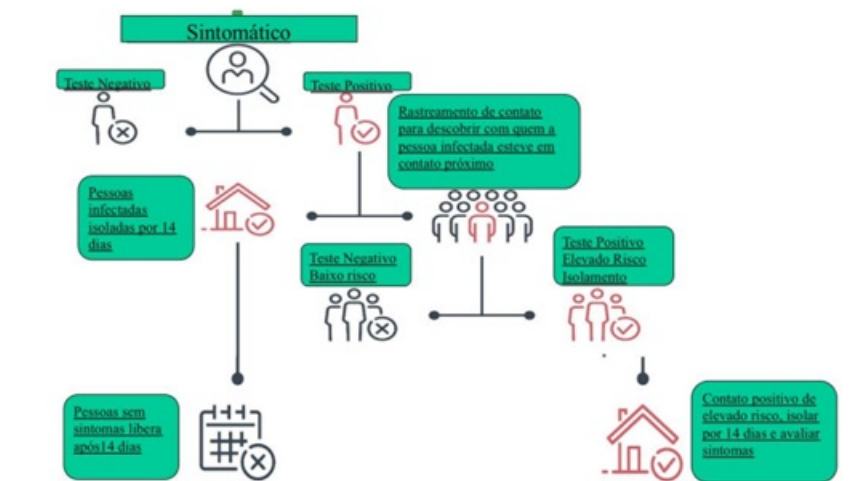 Sintomático
Teste Negativo
Teste Positivo
Rastreamento de contato
para descobrir com quem a
pessoa infectada esteve em
contato próximo
Pessoas
infectadas
isoladas por 14
dias
Teste Negativo
Baixo risco
Teste Positivo
Elevado Risco
Isolamento
Pessoas sem
sintomas libera
após14 dias
Contato positivo de
elevado risco, isolar
por 14 dias e avaliar
sintomas